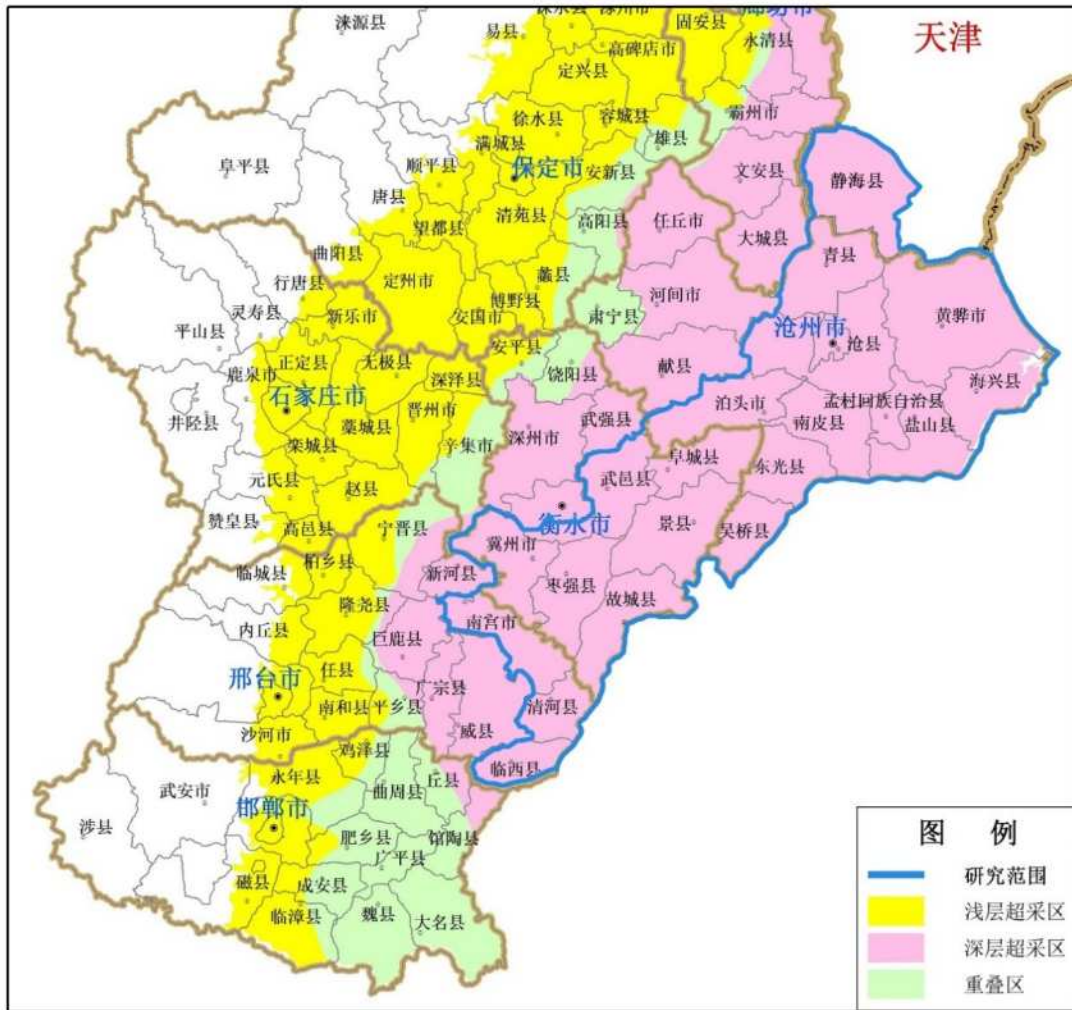 涞源县
易县
固安县
永清县
天津
高碑店市
定兴县
徐水县
容城县
霸州市
满城县
雄县
阜平县
顺平县
保定市
安新县
文安县
静海县
唐县
清苑县
高阳县
任丘市
望都县
大城县
曲阳县
青县
行唐县
定州市
蠡县
灵寿县
博野县
河间市
新乐市
安国市
肃宁县
沧州市
黄骅市
平山县
正定县
无极县
安平县
沧县
鹿泉市
深泽县
饶阳县
献县
海兴县
石家庄市
晋州市
泊头市
孟村回族自治县
井陉县
藁城县
武强县
南皮县
盐山县
栾城县
辛集市
深州市
阜城县
东光县
元氏县
赵县
武邑县
赞皇县
高邑县
宁晋县
衡水市
景县
吴桥县
柏乡县
冀州市
临城县
新河县
枣强县
隆尧县
故城县
内丘县
巨鹿县
南宫市
邢台市
任县
广宗县
南和县
平乡县
清河县
沙河市
威县
鸡泽县
临西县
永年县
丘县
武安市
曲周县
邯郸市
涉县
肥乡县
馆陶县
广平县
磁县
成安县
临漳县
魏县
大名县
图 例
研究范围
浅层超采区
深层超采区
重叠区